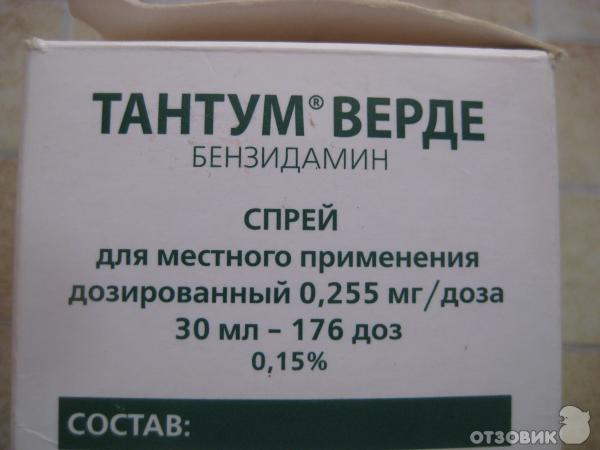 ТАНТУМ® ВЕРДЕ
БЕНЗИДАМИН
СПРЕЙ
для местного применения
дозированный 0,255 мг/доза
30 мл – 176 доз
0,15%
СОСТАВ:
ОТЗОВИК